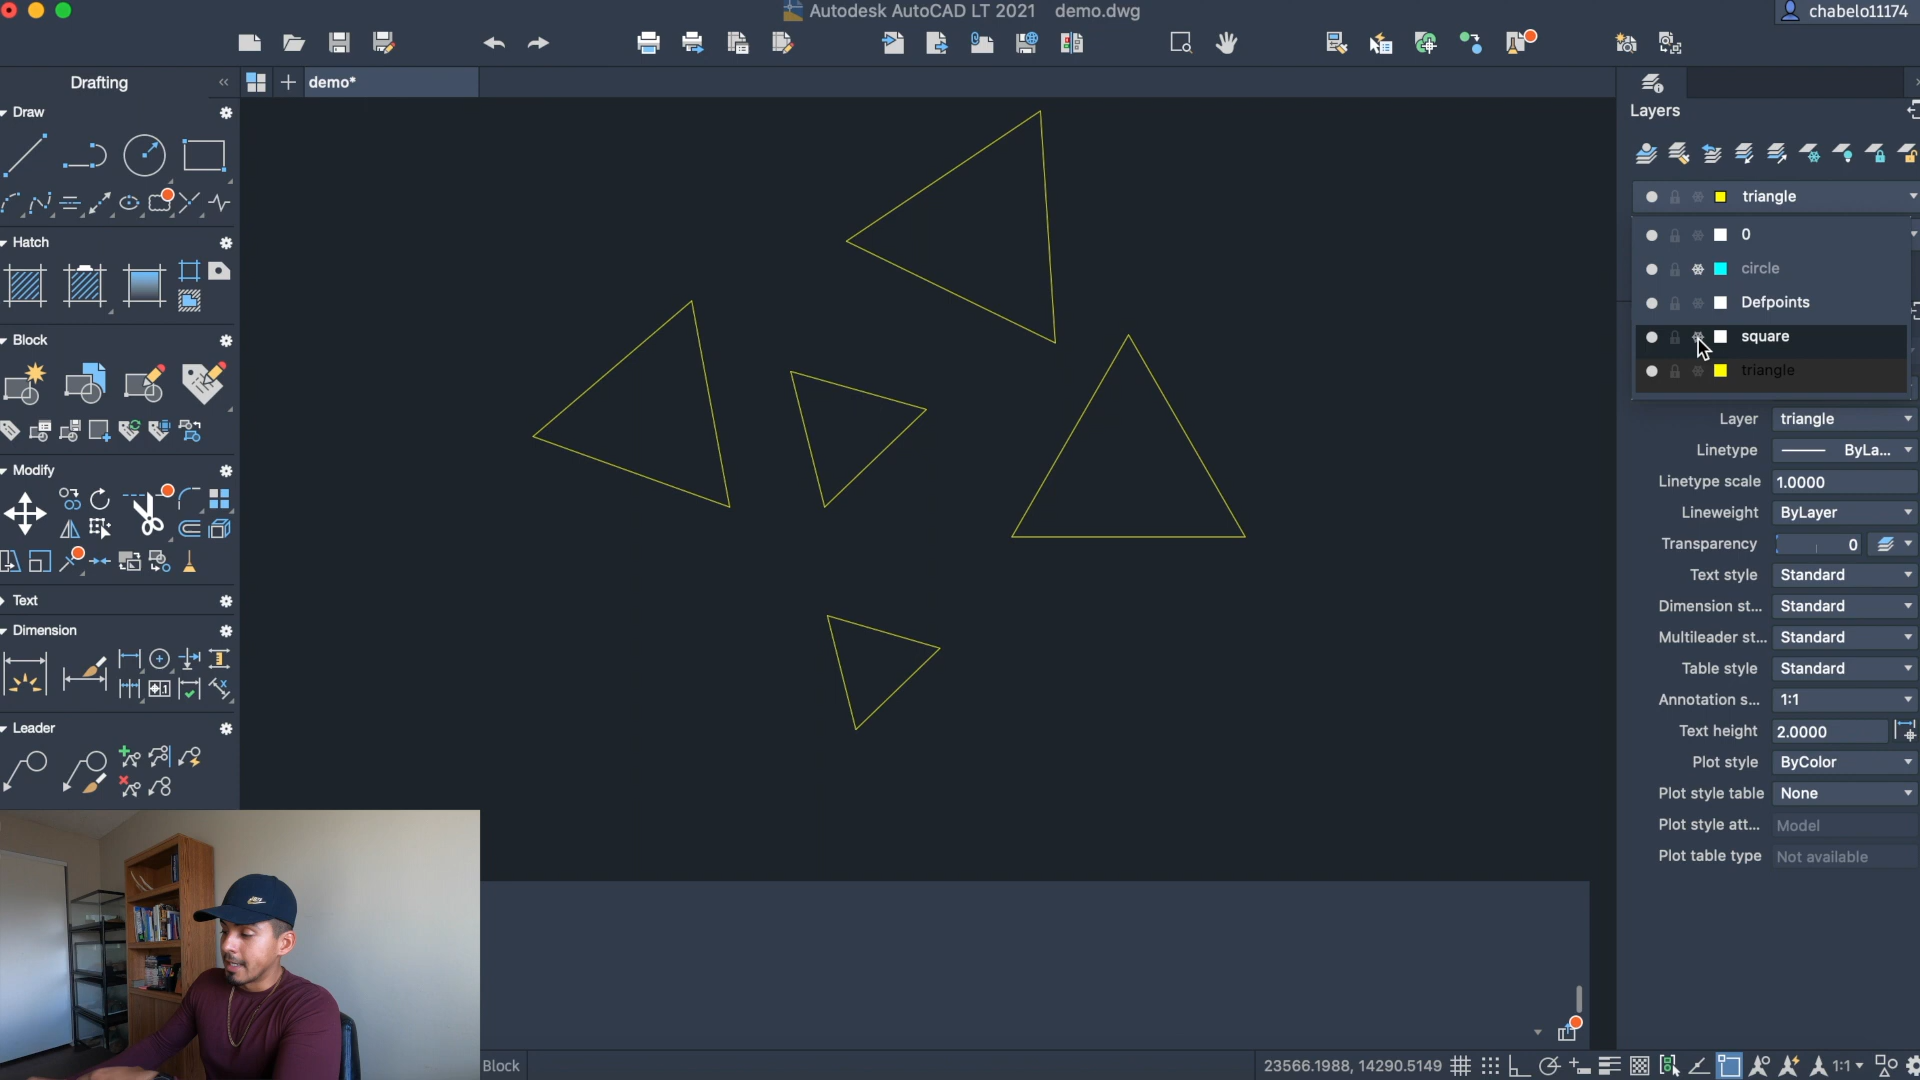 Autodesk AutoCAD LT 2021 demo.dwg
chabelo11174
Drafting
demo*
Draw
Hatch
Block
Modify
Text
Dimension
Leader
Layers
triangle
0
circle
Defpoints
square
triangle
Layer triangle
Linetype ByLa...
Linetype scale 1.0000
Lineweight ByLayer
Transparency 0
Text style Standard
Dimension st... Standard
Multileader st... Standard
Table style Standard
Annotation s... 1:1
Text height 2.0000
Plot style ByColor
Plot style table None
Plot style att... Model
Plot table type Not available
Block
23566.1988, 14290.5149
1:1